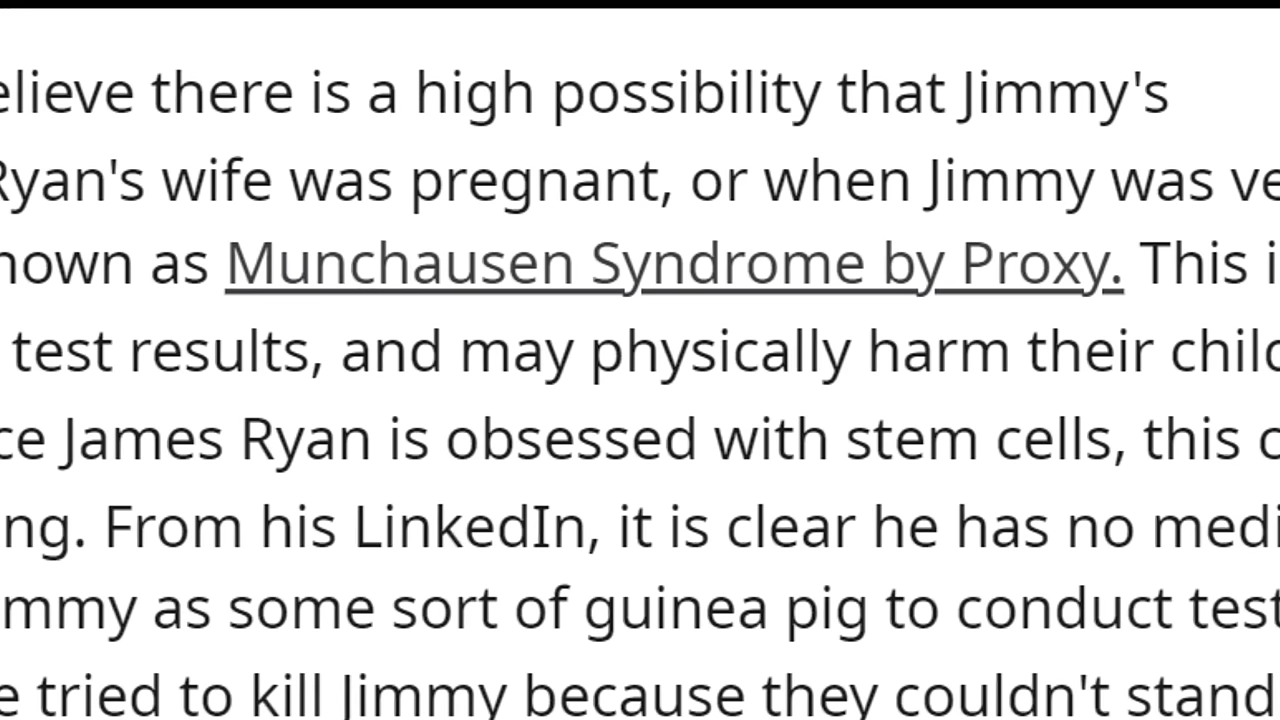 elieve there is a high possibility that Jimmy's
Ryan's wife was pregnant, or when Jimmy was ve
nown as Munchausen Syndrome by Proxy. This i
test results, and may physically harm their chil
ce James Ryan is obsessed with stem cells, this c
ng. From his LinkedIn, it is clear he has no medi
mmy as some sort of guinea pig to conduct test
e tried to kill Jimmy because they couldn't stand